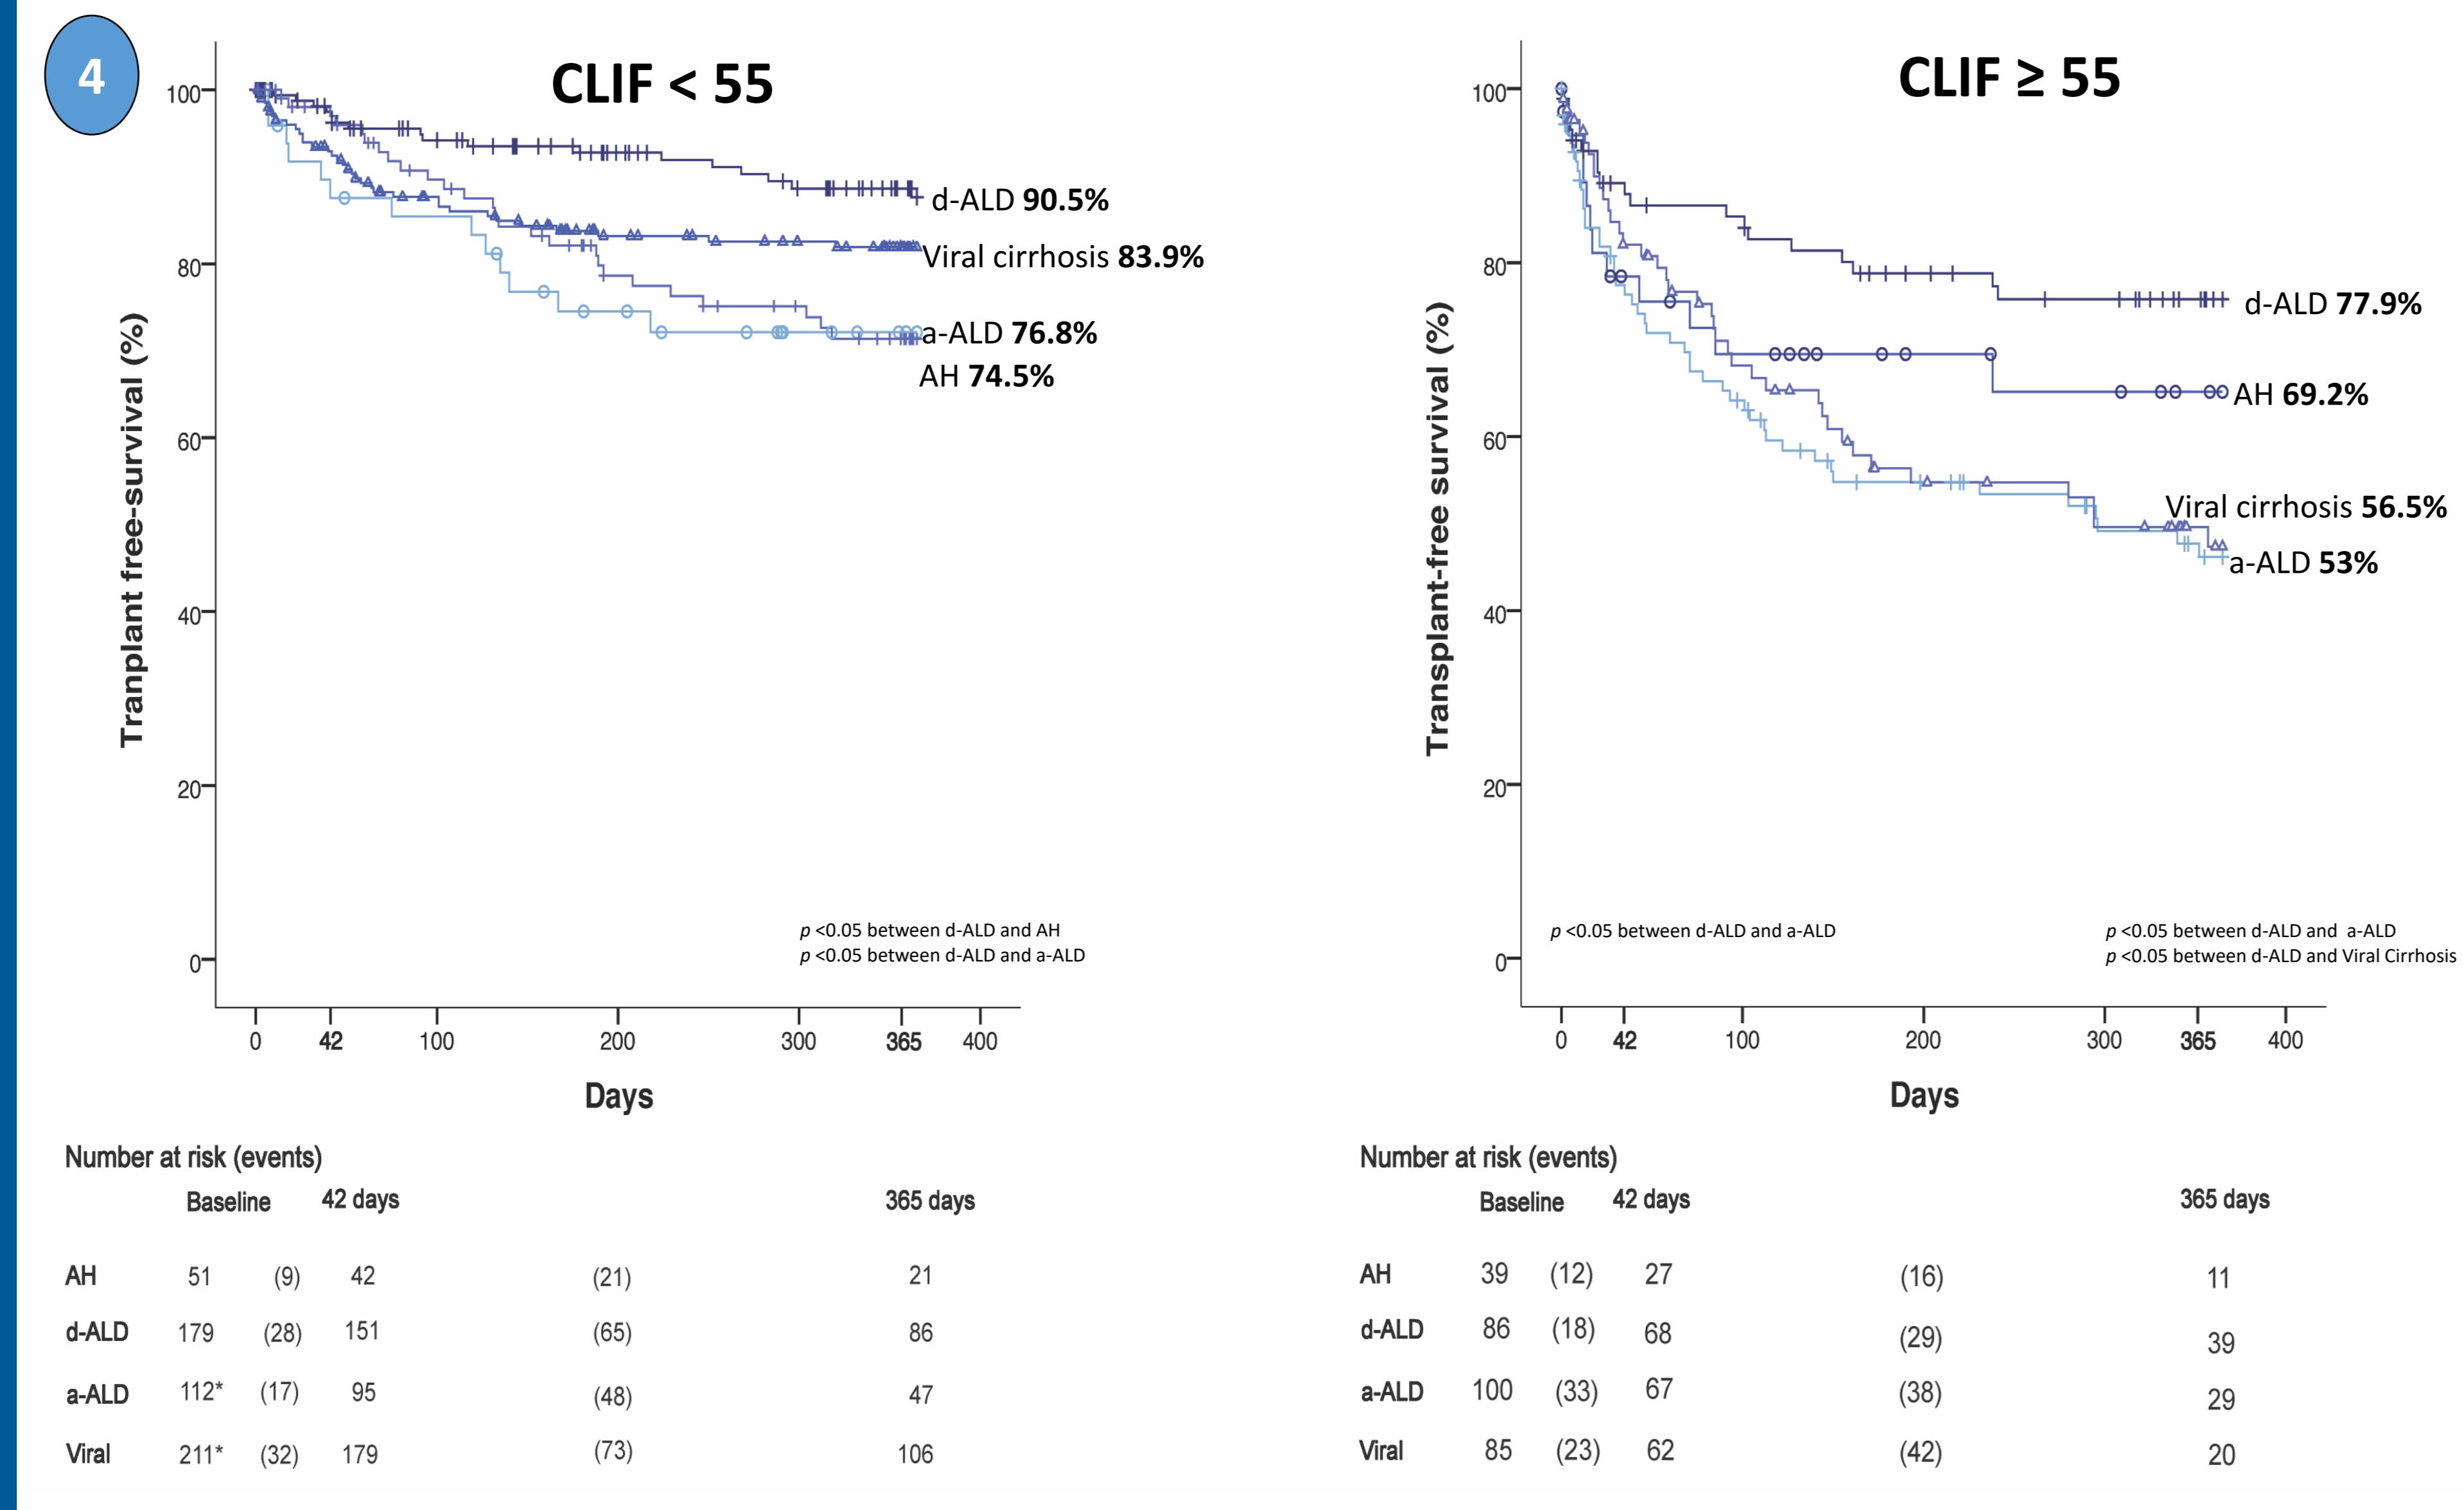 4
CLIF < 55
Tranplant free-survival (%)
100
80
60
40
20
0
d-ALD 90.5%
Viral cirrhosis 83.9%
a-ALD 76.8%
AH 74.5%
p <0.05 between d-ALD and AH
p <0.05 between d-ALD and a-ALD
0 42 100 200 300 365 400
Days
Number at risk (events)
Baseline 42 days 365 days
AH 51 (9) 42 (21) 21
d-ALD 179 (28) 151 (65) 86
a-ALD 112* (17) 95 (48) 47
Viral 211* (32) 179 (73) 106
CLIF ≥ 55
Transplant-free survival (%)
100
80
60
40
20
0
d-ALD 77.9%
AH 69.2%
Viral cirrhosis 56.5%
a-ALD 53%
p <0.05 between d-ALD and a-ALD
p <0.05 between d-ALD and a-ALD
p <0.05 between d-ALD and Viral Cirrhosis
0 42 100 200 300 365 400
Days
Number at risk (events)
Baseline 42 days 365 days
AH 39 (12) 27 (16) 11
d-ALD 86 (18) 68 (29) 39
a-ALD 100 (33) 67 (38) 29
Viral 85 (23) 62 (42) 20